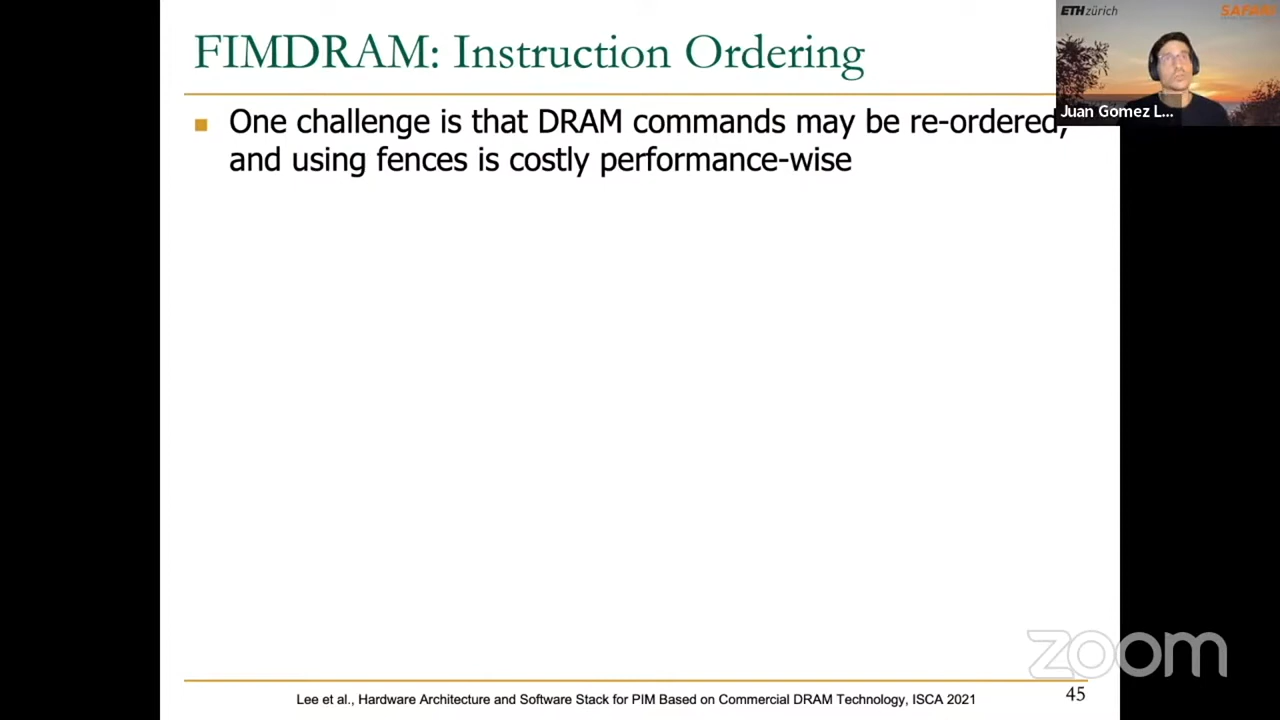 FIMDRAM: Instruction Ordering
ETH zürich
SAFARI
Juan Gomez L...
One challenge is that DRAM commands may be re-ordered,
and using fences is costly performance-wise
zoom
Lee et al., Hardware Architecture and Software Stack for PIM Based on Commercial DRAM Technology, ISCA 2021
45